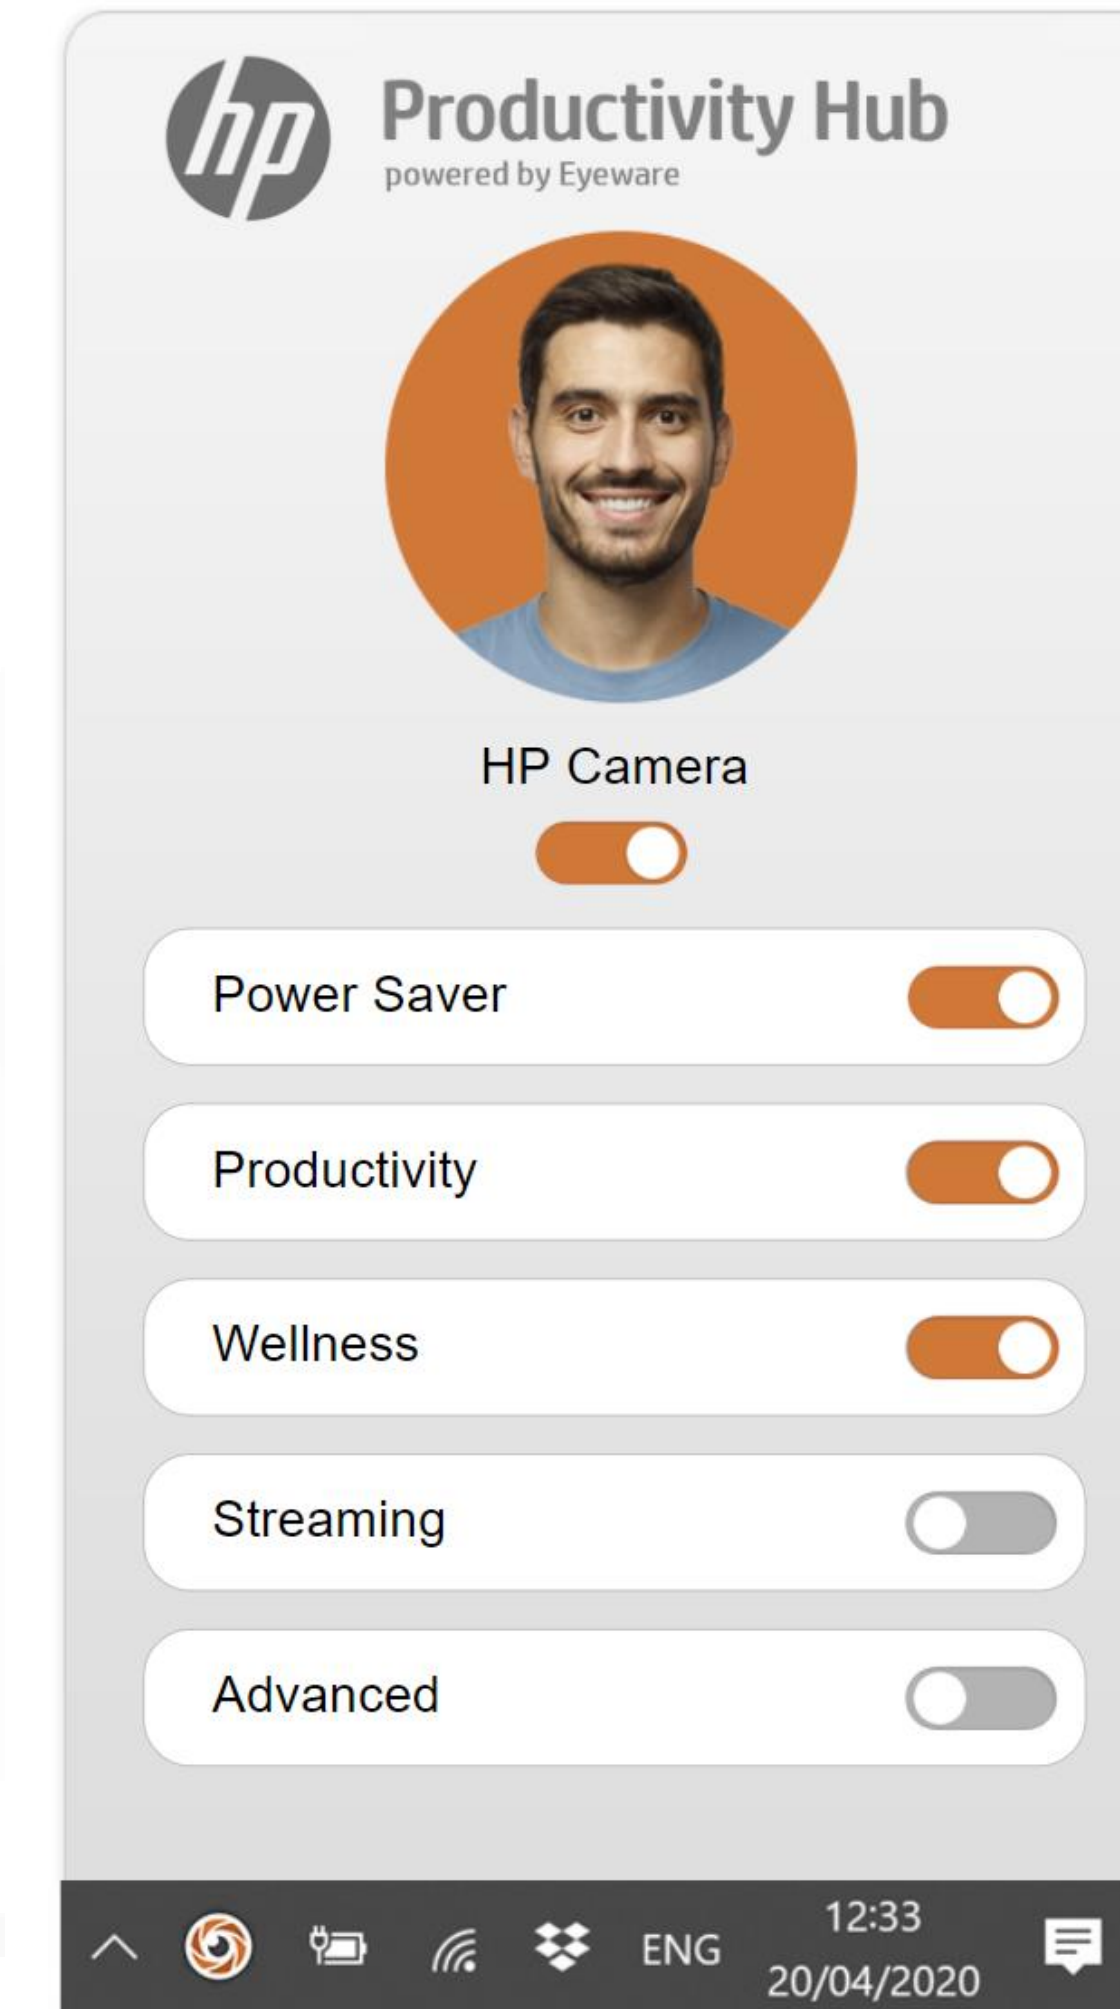 hp
Productivity Hub
powered by Eyeware
HP Camera
Power Saver
Productivity
Wellness
Streaming
Advanced
ENG
12:33
20/04/2020